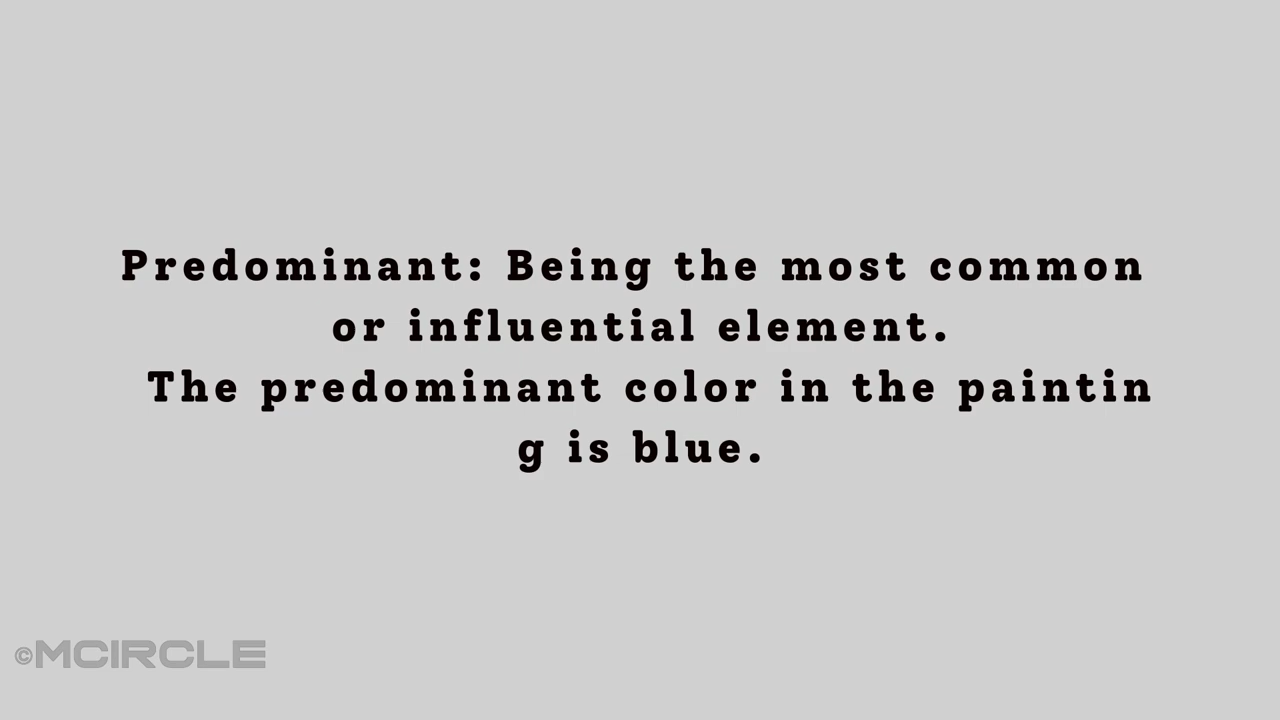 Predominant: Being the most common
or influential element.
The predominant color in the paintin
g is blue.
©MCIRCLE